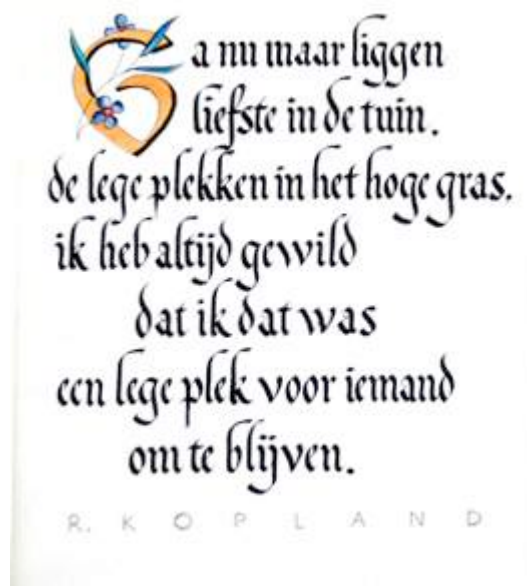 Ga nu maar liggen
liefste in de tuin.
de lege plekken in het hoge gras.
ik heb altijd gewild
dat ik dat was
een lege plek voor iemand
om te blijven.
R. KOPLAND